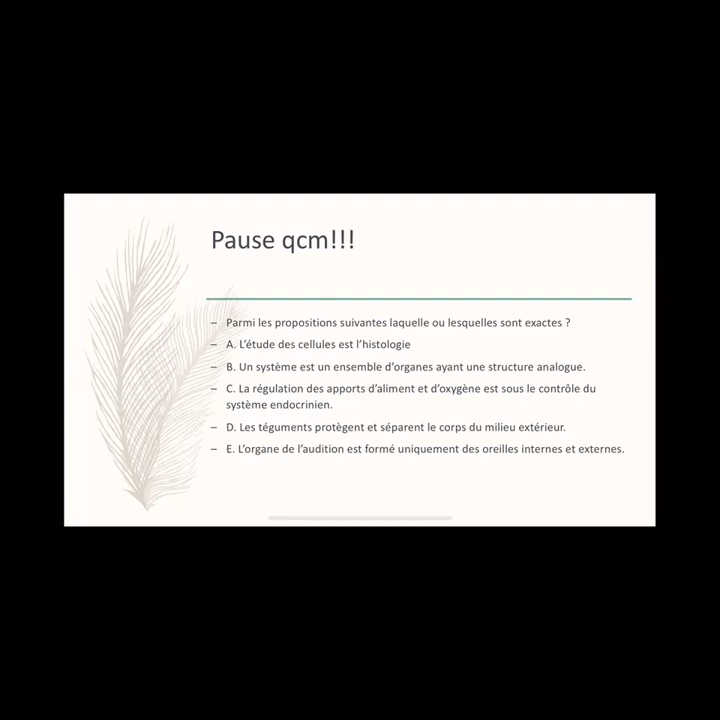 Pause qcm!!!
– Parmi les propositions suivantes laquelle ou lesquelles sont exactes ?
– A. L’étude des cellules est l’histologie
– B. Un système est un ensemble d’organes ayant une structure analogue.
– C. La régulation des apports d’aliment et d’oxygène est sous le contrôle du
système endocrinien.
– D. Les téguments protègent et séparent le corps du milieu extérieur.
– E. L’organe de l’audition est formé uniquement des oreilles internes et externes.